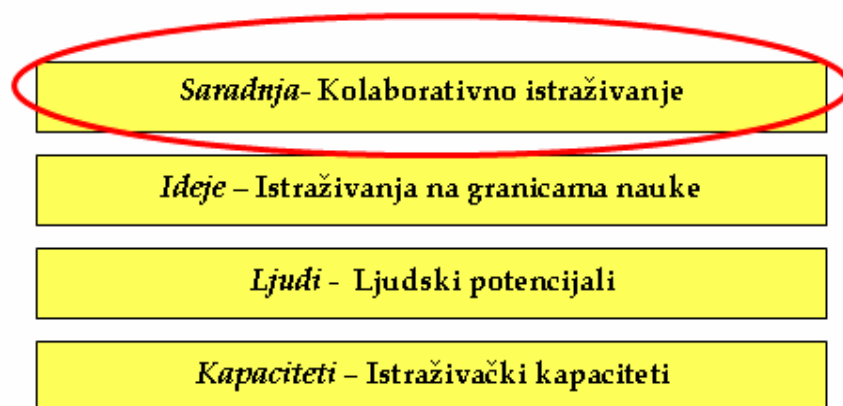 Saradnja- Kolaborativno istraživanje
Ideje – Istraživanja na granicama nauke
Ljudi - Ljudski potencijali
Kapaciteti – Istraživački kapaciteti